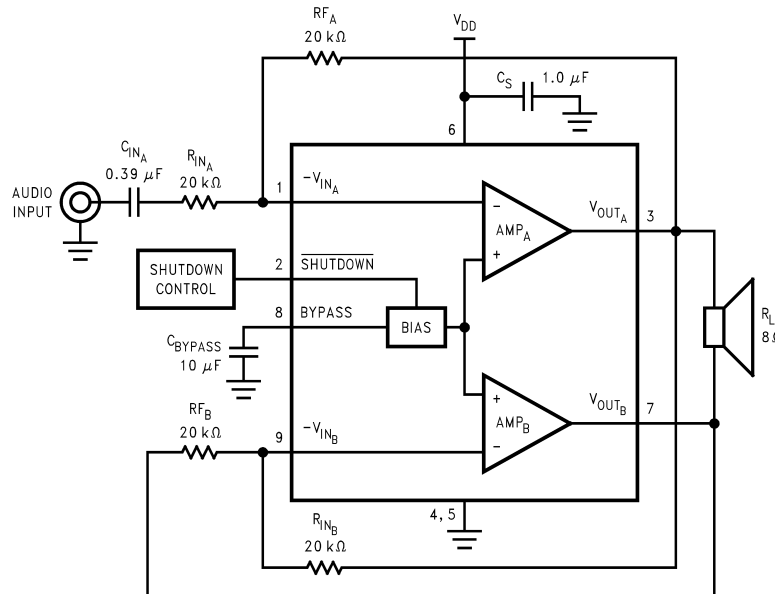 RF_A
20 kΩ
V_DD
C_S 1.0 μF
6
C_IN_A
0.39 μF
R_IN_A
20 kΩ
AUDIO
INPUT
1
-V_IN_A
-
AMP_A
+
V_OUT_A
3
SHUTDOWN
CONTROL
2
SHUTDOWN
8
BYPASS
BIAS
C_BYPASS
10 μF
R_L
8Ω
RF_B
20 kΩ
9
-V_IN_B
+
AMP_B
-
V_OUT_B
7
4, 5
R_IN_B
20 kΩ